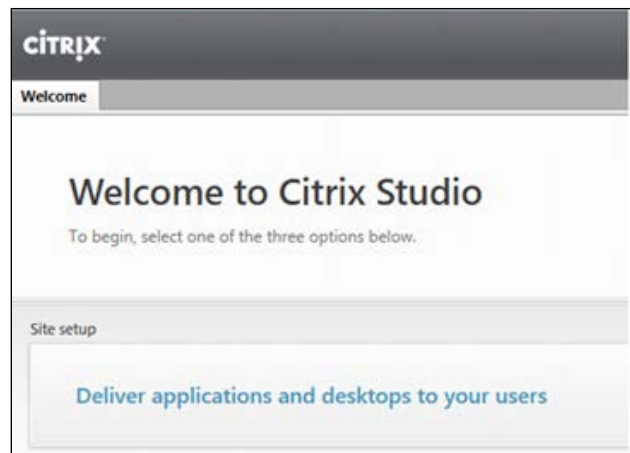 CITRIX
Welcome
Welcome to Citrix Studio
To begin, select one of the three options below.
Site setup
Deliver applications and desktops to your users